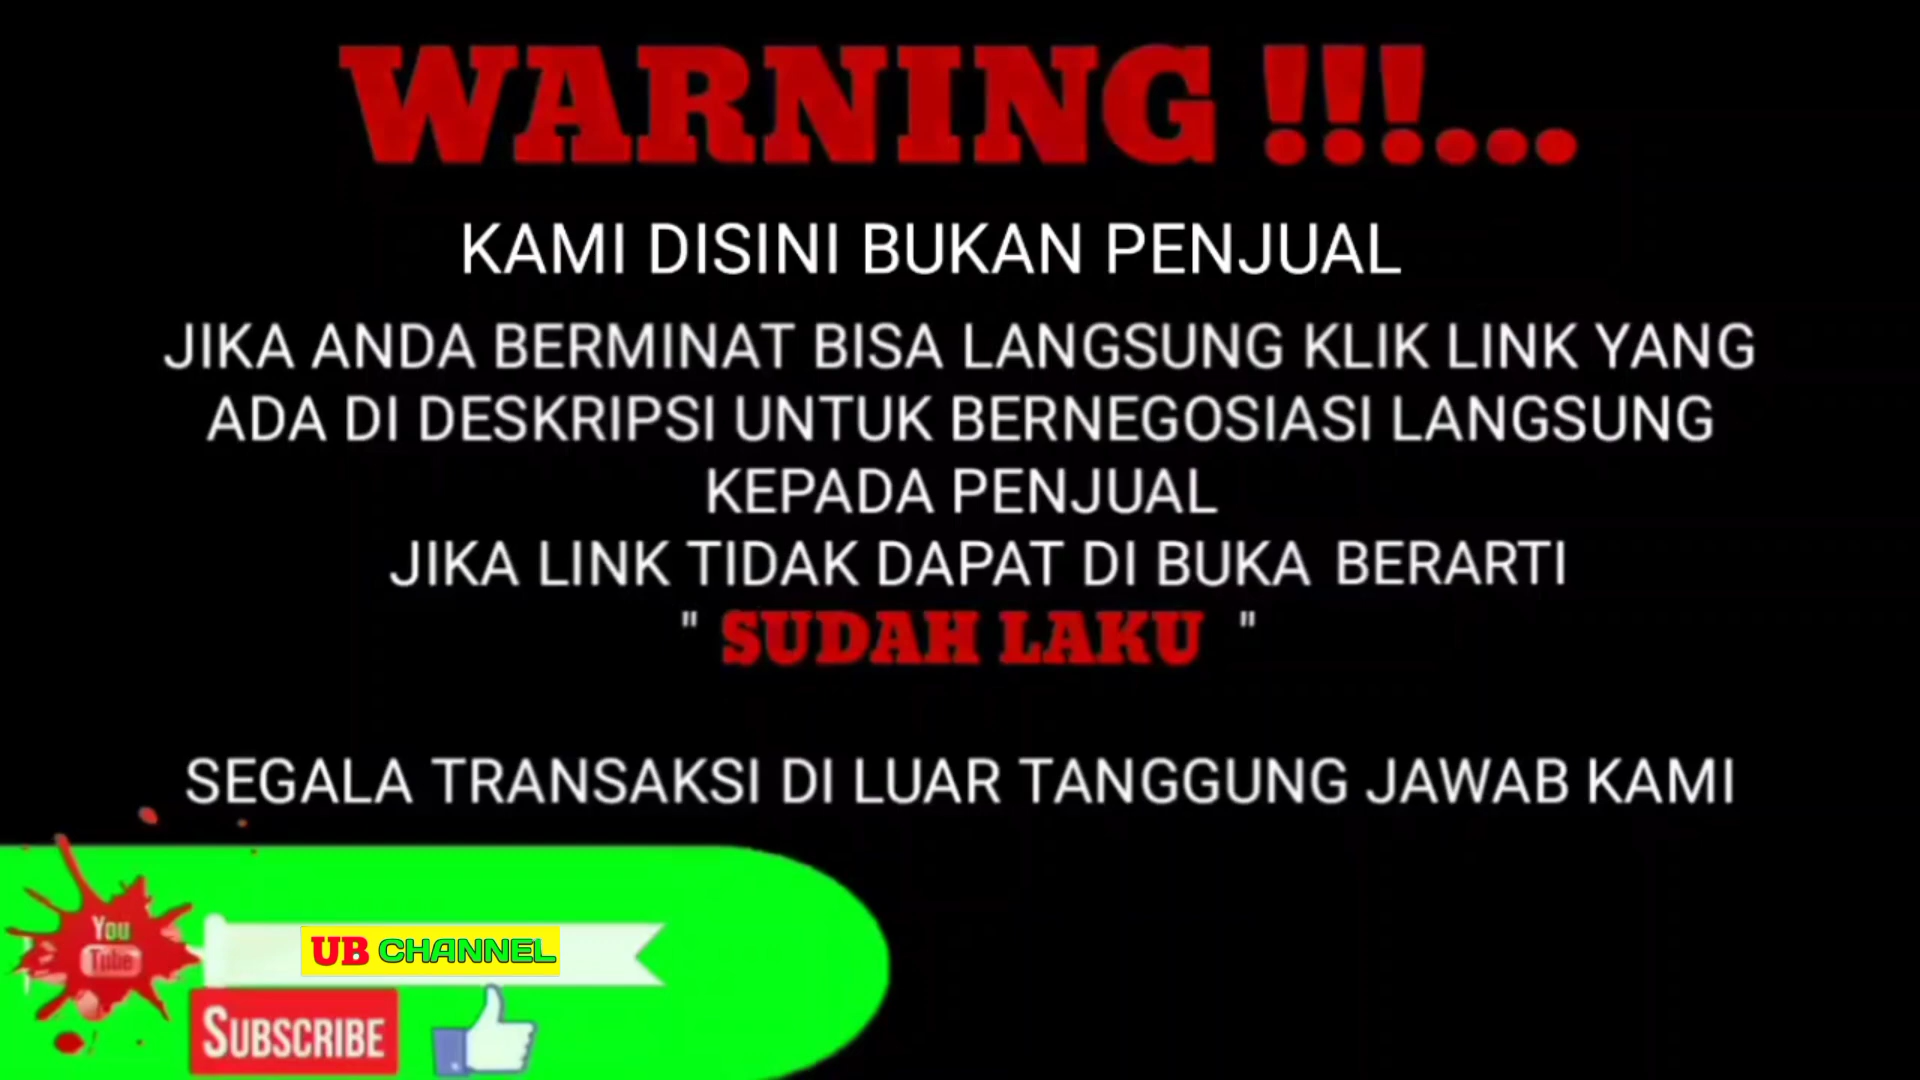 WARNING !!!...
KAMI DISINI BUKAN PENJUAL
JIKA ANDA BERMINAT BISA LANGSUNG KLIK LINK YANG
ADA DI DESKRIPSI UNTUK BERNEGOSIASI LANGSUNG
KEPADA PENJUAL
JIKA LINK TIDAK DAPAT DI BUKA BERARTI
" SUDAH LAKU "
SEGALA TRANSAKSI DI LUAR TANGGUNG JAWAB KAMI
You
Tube
UB CHANNEL
SUBSCRIBE